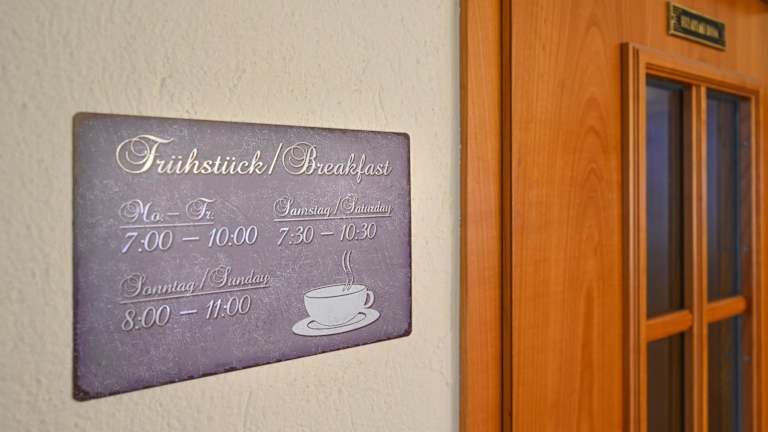 Frühstück/Breakfast
Mo.– Fr.
7:00 – 10:00
Samstag/Saturday
7:30 – 10:30
Sonntag/Sunday
8:00 – 11:00